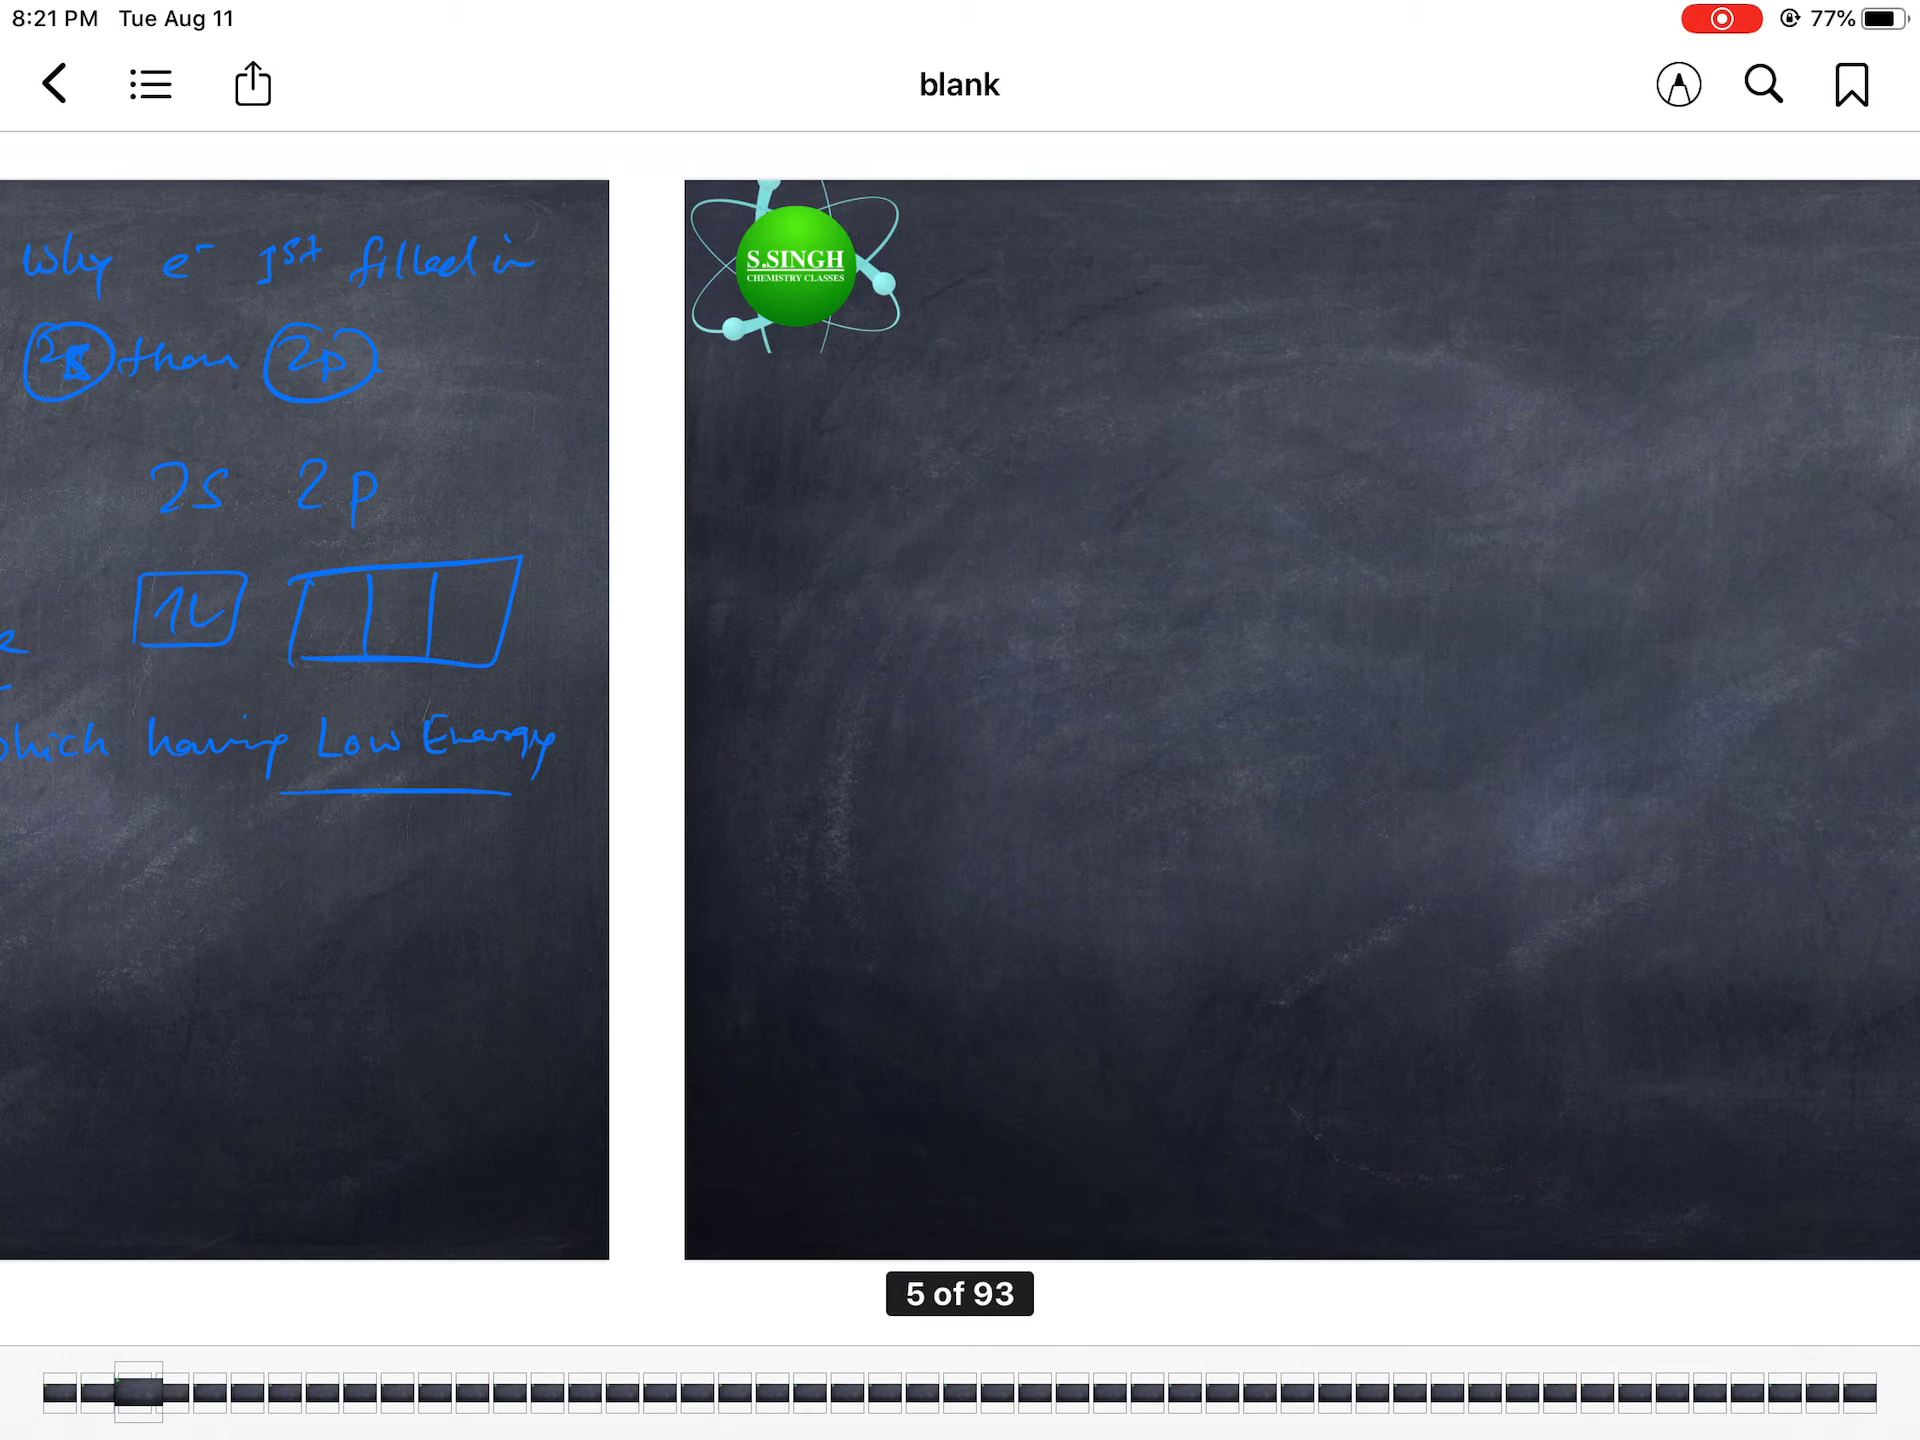 8:21 PM Tue Aug 11
77%
blank
Why e⁻ 1st filled in
2s than 2p
2s 2p
1L
which having Low Energy
S.SINGH
CHEMISTRY CLASSES
5 of 93